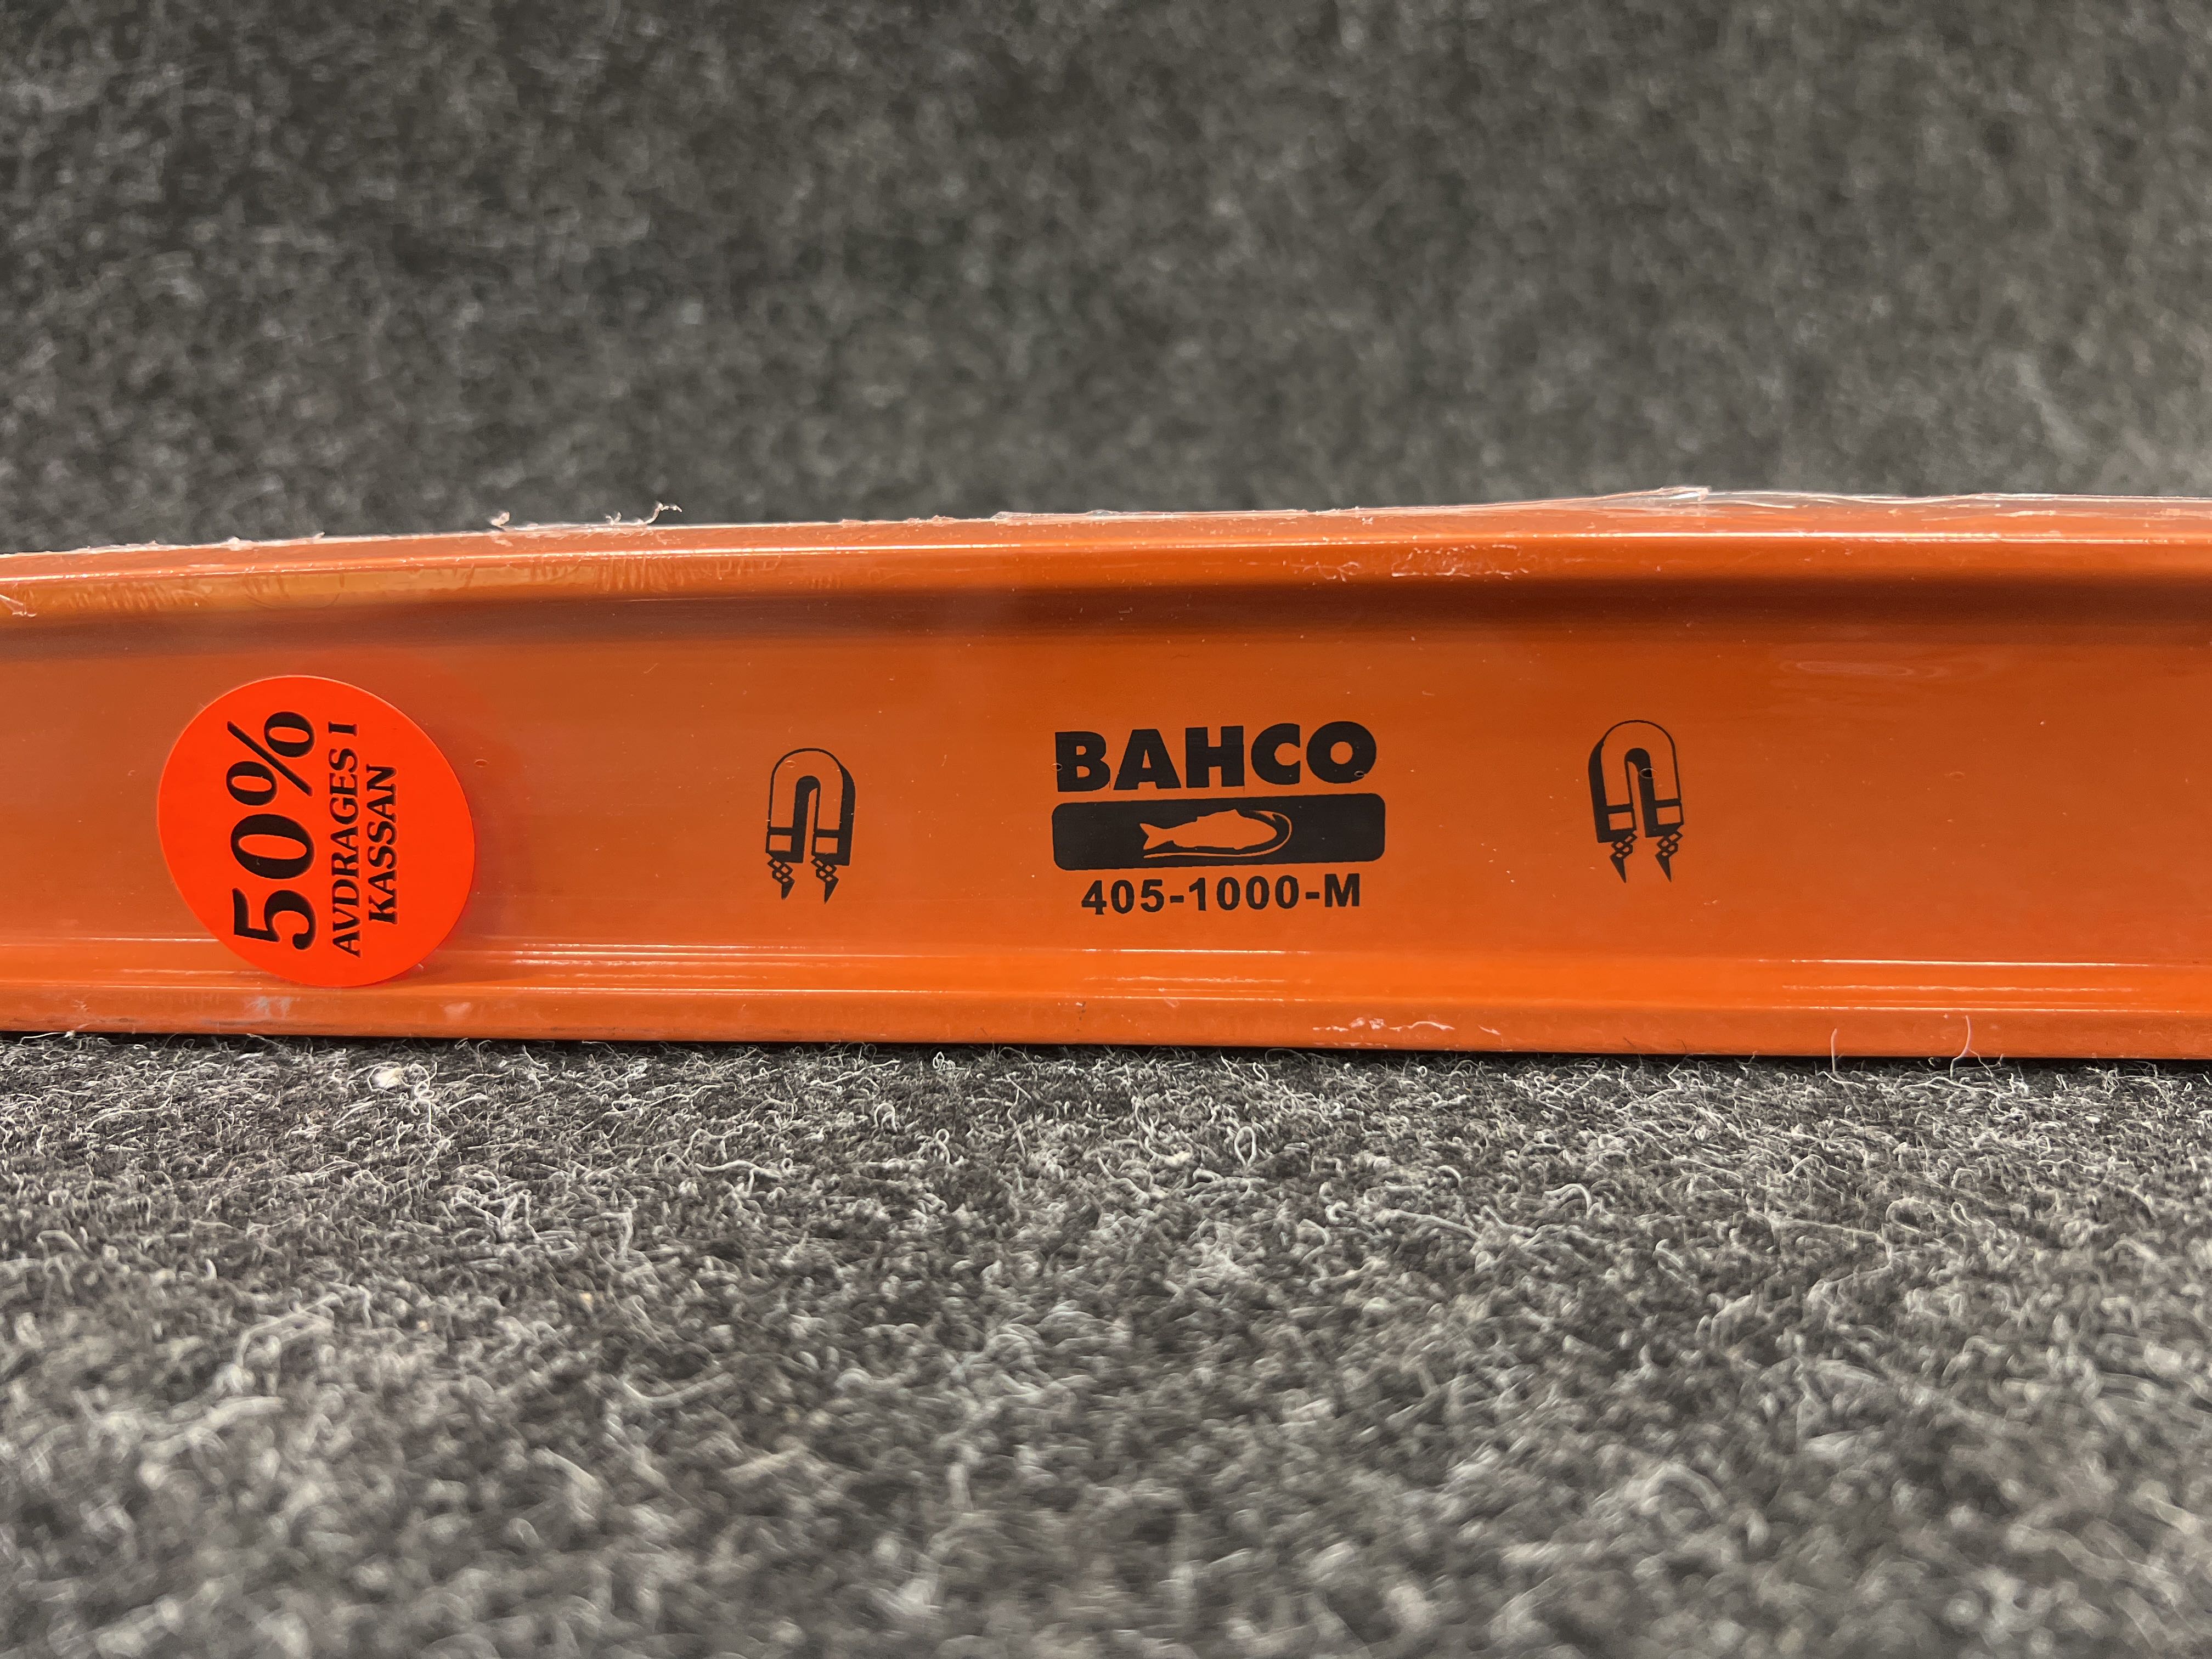 50%
AVDRAGES I
KASSAN
BAHCO
405-1000-M